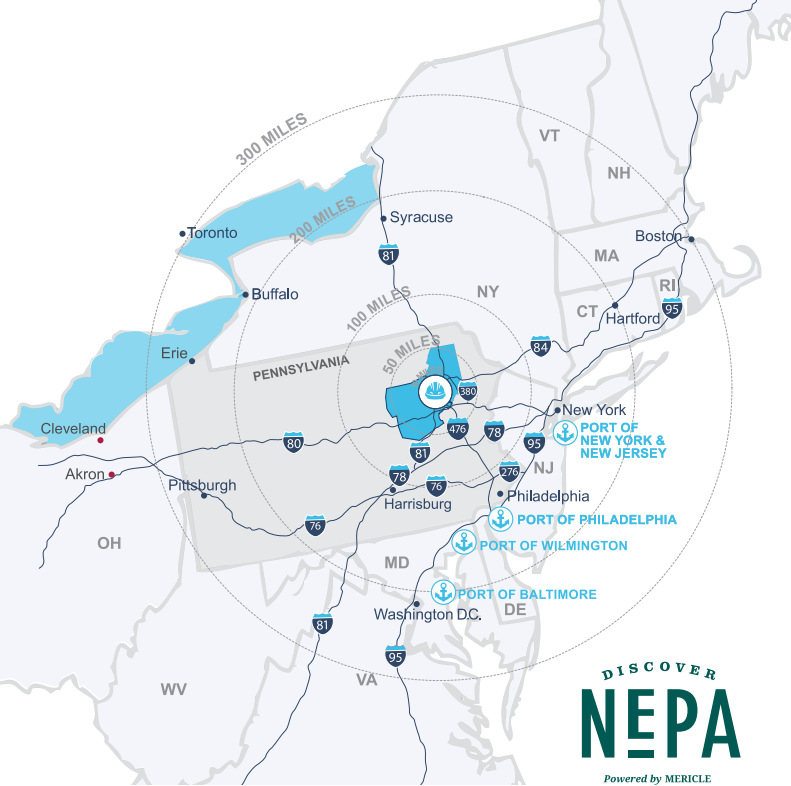 300 MILES
VT
NH
200 MILES
Syracuse
Toronto
Boston
81
MA
NY
RI
Buffalo
100 MILES
CT
95
Hartford
84
50 MILES
Erie
PENNSYLVANIA
380
New York
Cleveland
476
78
PORT OF
NEW YORK &
NEW JERSEY
80
95
81
NJ
Akron
78
276
Pittsburgh
76
Harrisburg
Philadelphia
76
PORT OF PHILADELPHIA
OH
PORT OF WILMINGTON
MD
PORT OF BALTIMORE
Washington D.C.
DE
81
95
VA
WV
DISCOVER
NEPA
Powered by MERICLE